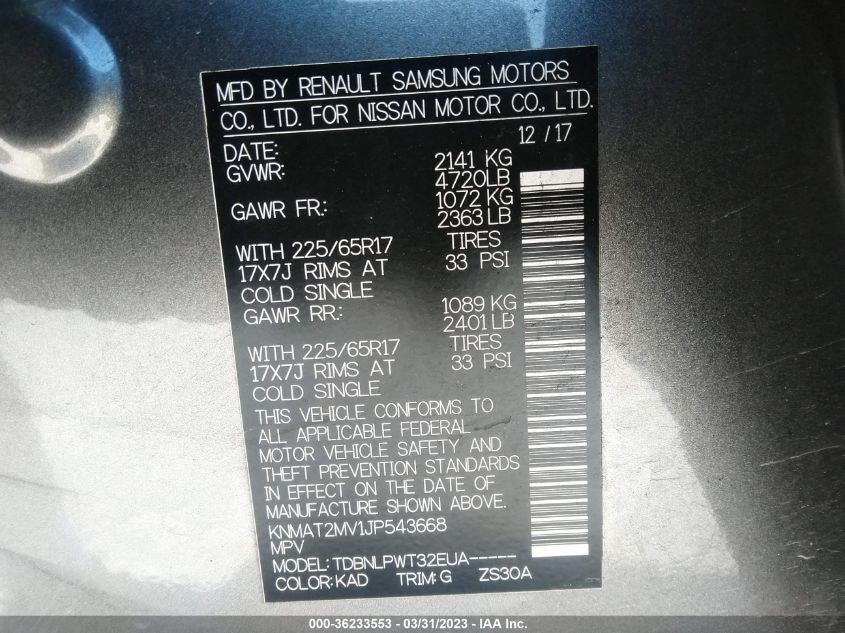 MFD BY RENAULT SAMSUNG MOTORS
CO., LTD. FOR NISSAN MOTOR CO., LTD.
DATE: 12 / 17
GVWR: 2141 KG
4720LB
GAWR FR: 1072 KG
2363 LB
WITH 225/65R17 TIRES
17X7J RIMS AT 33 PSI
COLD SINGLE
GAWR RR: 1089 KG
2401 LB
WITH 225/65R17 TIRES
17X7J RIMS AT 33 PSI
COLD SINGLE
THIS VEHICLE CONFORMS TO
ALL APPLICABLE FEDERAL
MOTOR VEHICLE SAFETY AND
THEFT PREVENTION STANDARDS
IN EFFECT ON THE DATE OF
MANUFACTURE SHOWN ABOVE.
KNMAT2MV1JP543668
MPV
MODEL: TDBNLPWT32EUA-----
COLOR: KAD TRIM: G ZS30A
000-36233553 - 03/31/2023 - IAA Inc.